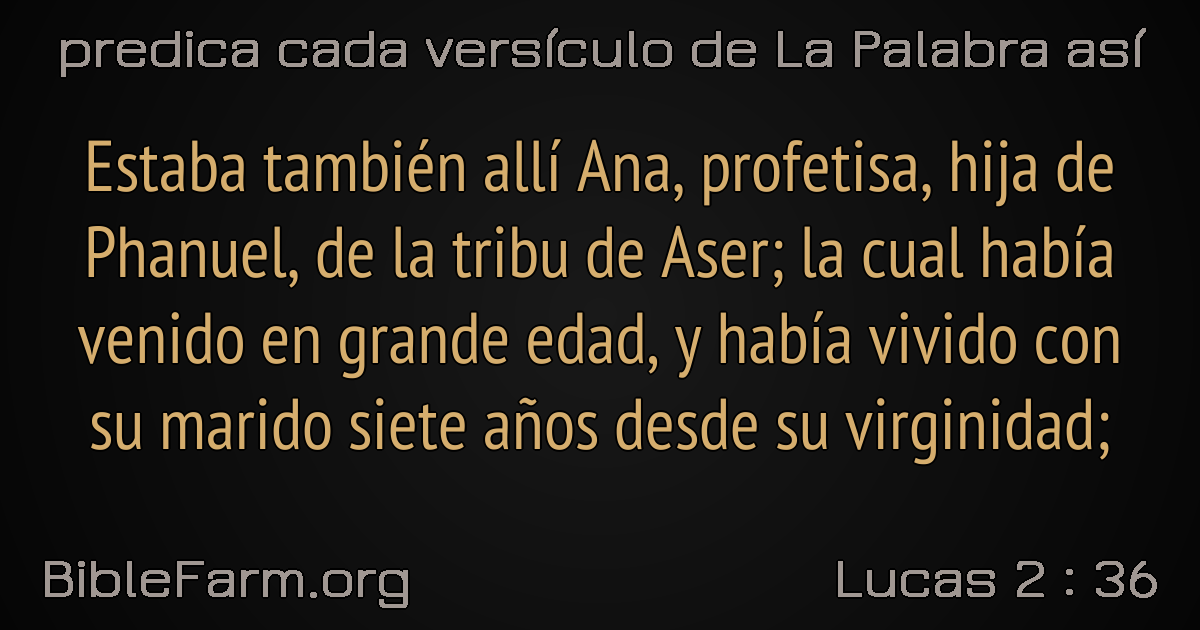 predica cada versículo de La Palabra así
Estaba también allí Ana, profetisa, hija de
Phanuel, de la tribu de Aser; la cual había
venido en grande edad, y había vivido con
su marido siete años desde su virginidad;
BibleFarm.org
Lucas 2 : 36